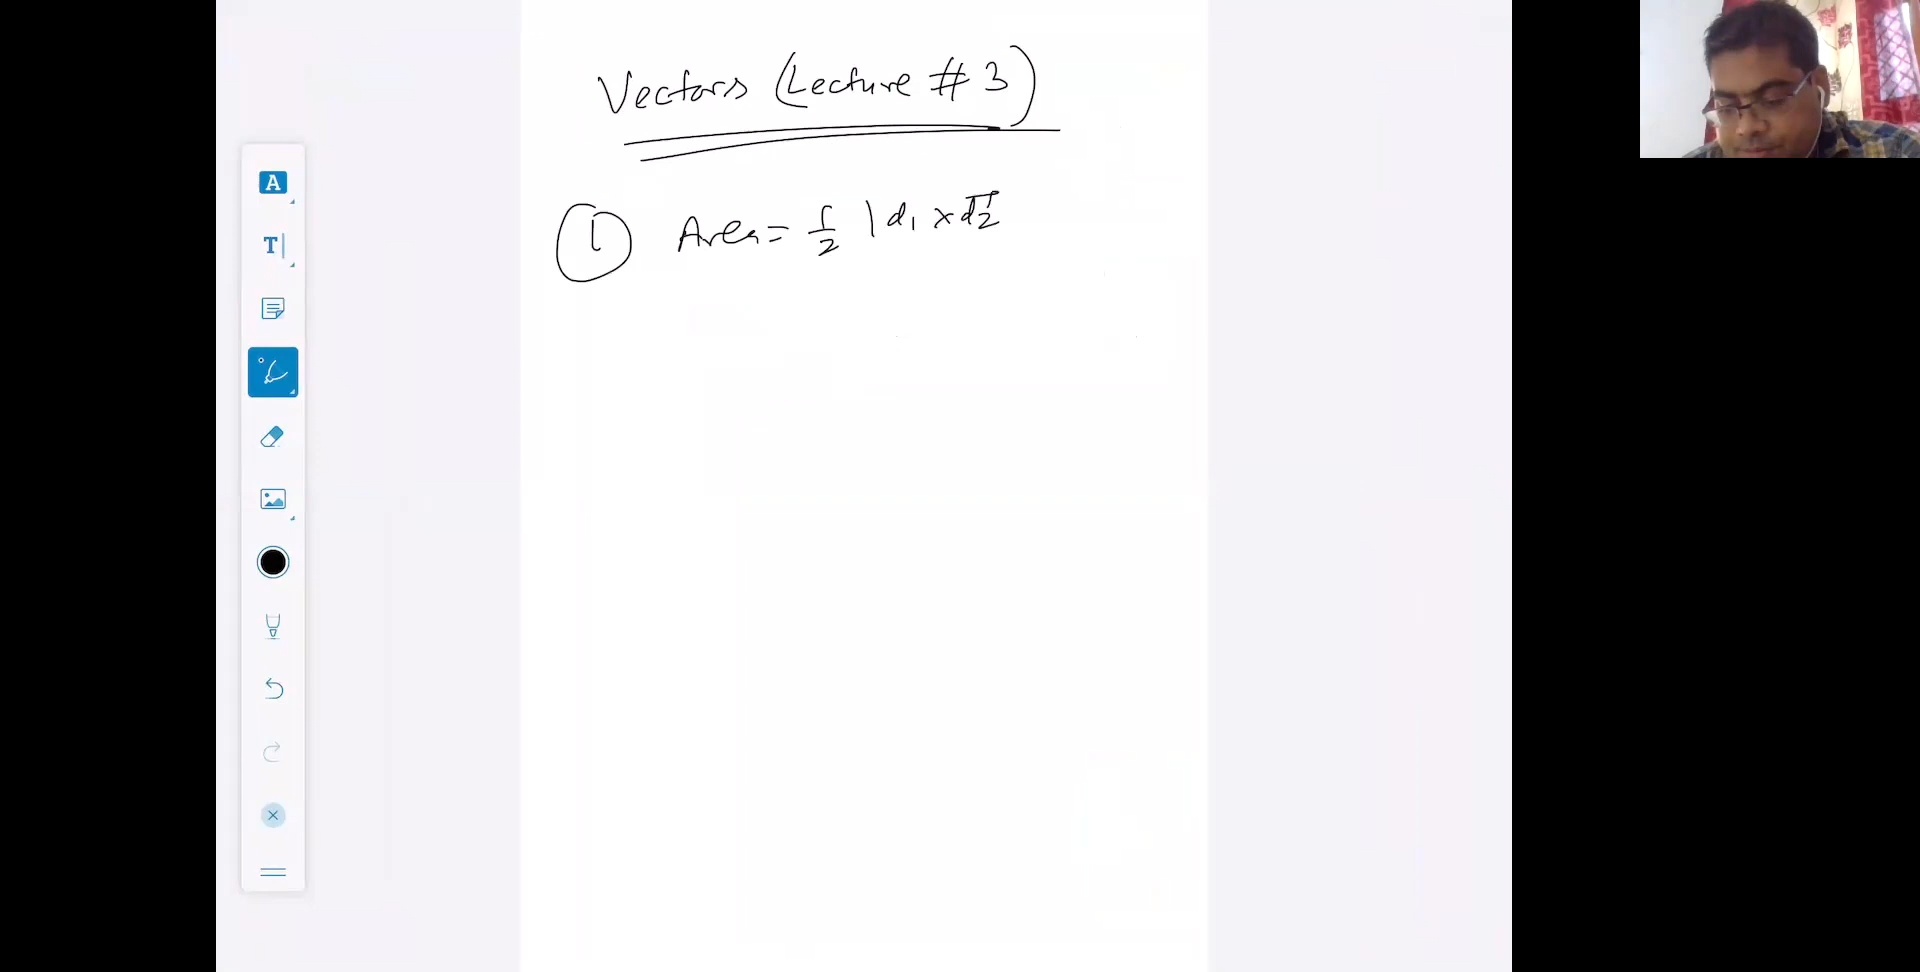 Vectors (Lecture # 3)
① Area = 1/2 |d₁ × d₂
A
T